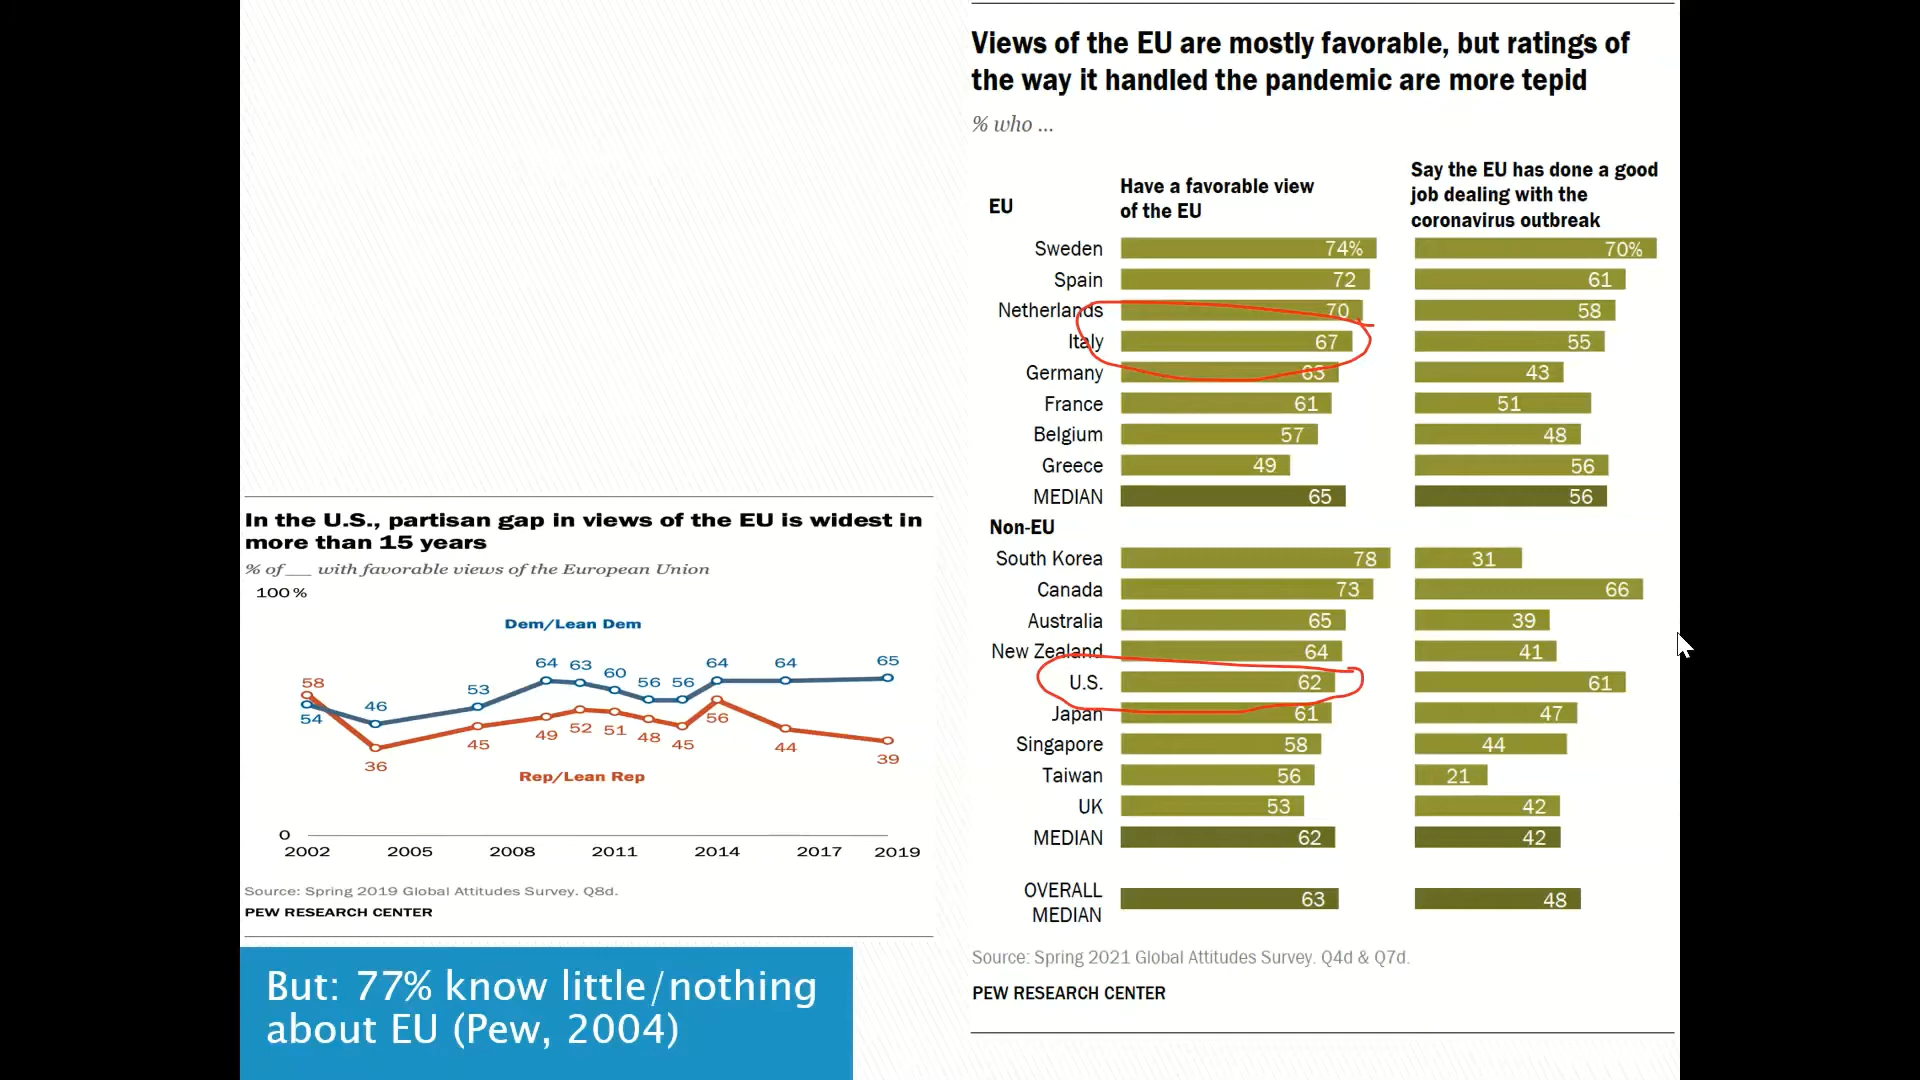 In the U.S., partisan gap in views of the EU is widest in
more than 15 years
% of __ with favorable views of the European Union
100%
Dem/Lean Dem
58
54
46
53
64
63
60
56
56
64
64
65
36
45
49
52
51
48
45
56
44
39
Rep/Lean Rep
0
2002
2005
2008
2011
2014
2017
2019
Source: Spring 2019 Global Attitudes Survey. Q8d.
PEW RESEARCH CENTER
But: 77% know little/nothing
about EU (Pew, 2004)
Views of the EU are mostly favorable, but ratings of
the way it handled the pandemic are more tepid
% who ...
EU
Have a favorable view
of the EU
Say the EU has done a good
job dealing with the
coronavirus outbreak
Sweden 74% 70%
Spain 72 61
Netherlands 70 58
Italy 67 55
Germany 63 43
France 61 51
Belgium 57 48
Greece 49 56
MEDIAN 65 56
Non-EU
South Korea 78 31
Canada 73 66
Australia 65 39
New Zealand 64 41
U.S. 62 61
Japan 61 47
Singapore 58 44
Taiwan 56 21
UK 53 42
MEDIAN 62 42
OVERALL
MEDIAN 63 48
Source: Spring 2021 Global Attitudes Survey. Q4d & Q7d.
PEW RESEARCH CENTER